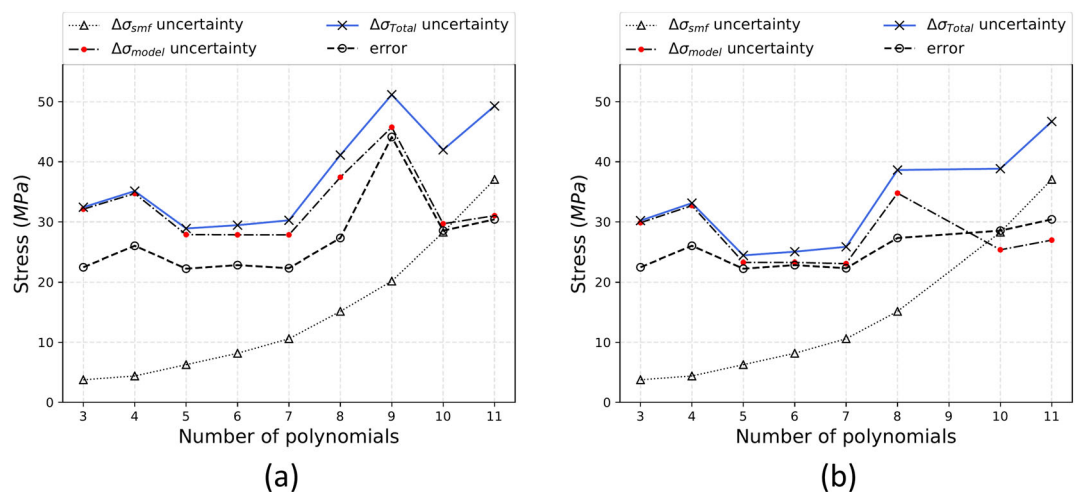 Δσsmf uncertainty
Δσmodel uncertainty
ΔσTotal uncertainty
error
Stress (MPa)
50
40
30
20
10
0
3 4 5 6 7 8 9 10 11
Number of polynomials
(a)
Δσsmf uncertainty
Δσmodel uncertainty
ΔσTotal uncertainty
error
Stress (MPa)
50
40
30
20
10
0
3 4 5 6 7 8 9 10 11
Number of polynomials
(b)